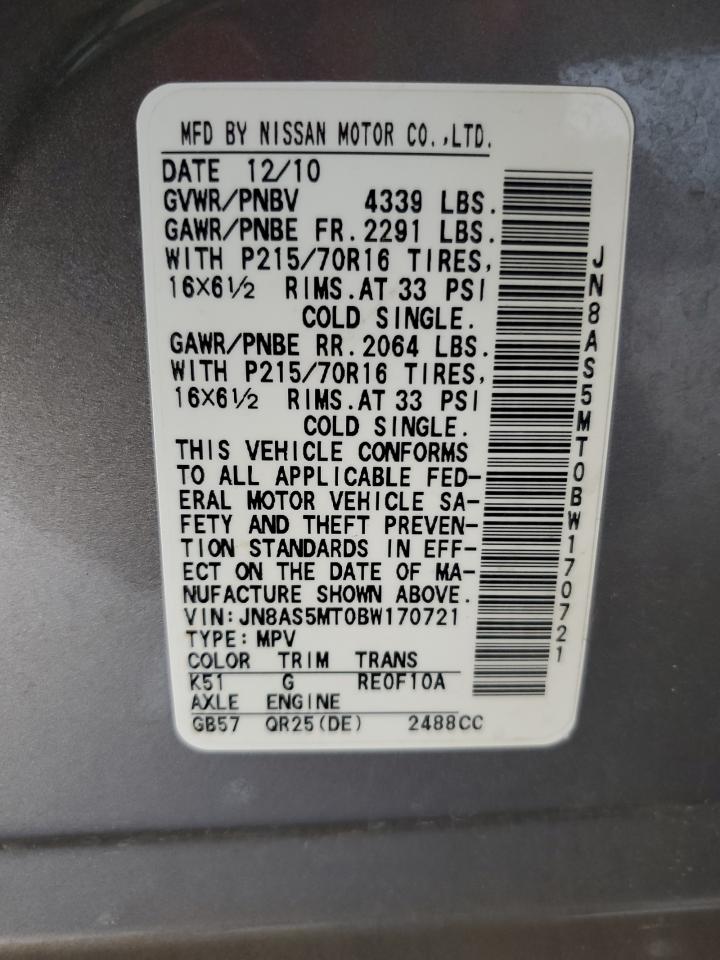 MFD BY NISSAN MOTOR CO.,LTD.
DATE 12/10
GVWR/PNBV 4339 LBS.
GAWR/PNBE FR.2291 LBS.
WITH P215/70R16 TIRES,
16X6½ RIMS.AT 33 PSI
COLD SINGLE.
GAWR/PNBE RR.2064 LBS.
WITH P215/70R16 TIRES,
16X6½ RIMS.AT 33 PSI
COLD SINGLE.
THIS VEHICLE CONFORMS
TO ALL APPLICABLE FED-
ERAL MOTOR VEHICLE SA-
FETY AND THEFT PREVEN-
TION STANDARDS IN EFF-
ECT ON THE DATE OF MA-
NUFACTURE SHOWN ABOVE.
VIN:JN8AS5MT0BW170721
TYPE:MPV
COLOR TRIM TRANS
K51 G RE0F10A
AXLE ENGINE
GB57 QR25(DE) 2488CC
JN8AS5MT0BW170721